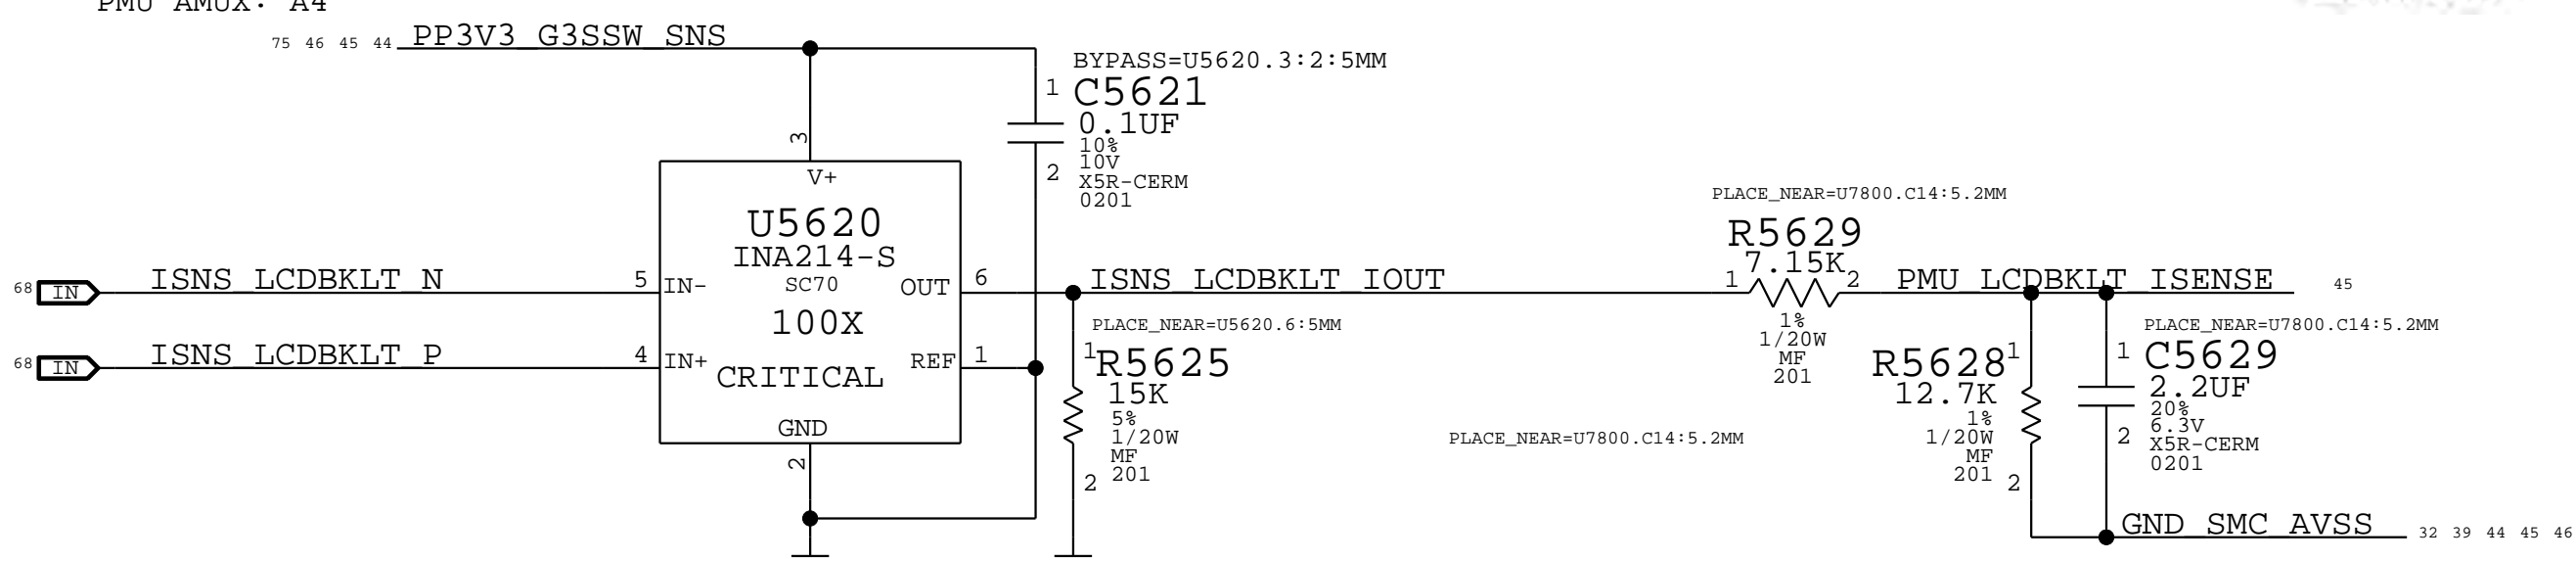 PMU AMUX: A4
75 46 45 44 PP3V3_G3SSW_SNS
BYPASS=U5620.3:2:5MM
1 C5621
0.1UF
10%
10V
2 X5R-CERM
0201
3
V+
U5620
INA214-S
SC70
100X
CRITICAL
68 IN ISNS_LCDBKLT_N 5 IN-
68 IN ISNS_LCDBKLT_P 4 IN+
OUT 6 ISNS_LCDBKLT_IOUT
REF 1
GND
2
PLACE_NEAR=U5620.6:5MM
1 R5625
15K
5%
1/20W
MF
201
2
PLACE_NEAR=U7800.C14:5.2MM
R5629
7.15K
1 2
1%
1/20W
MF
201
PLACE_NEAR=U7800.C14:5.2MM
PMU_LCDBKLT_ISENSE 45
R5628 1
12.7K
1%
1/20W
MF
201 2
PLACE_NEAR=U7800.C14:5.2MM
1 C5629
2.2UF
20%
6.3V
2 X5R-CERM
0201
GND_SMC_AVSS 32 39 44 45 46